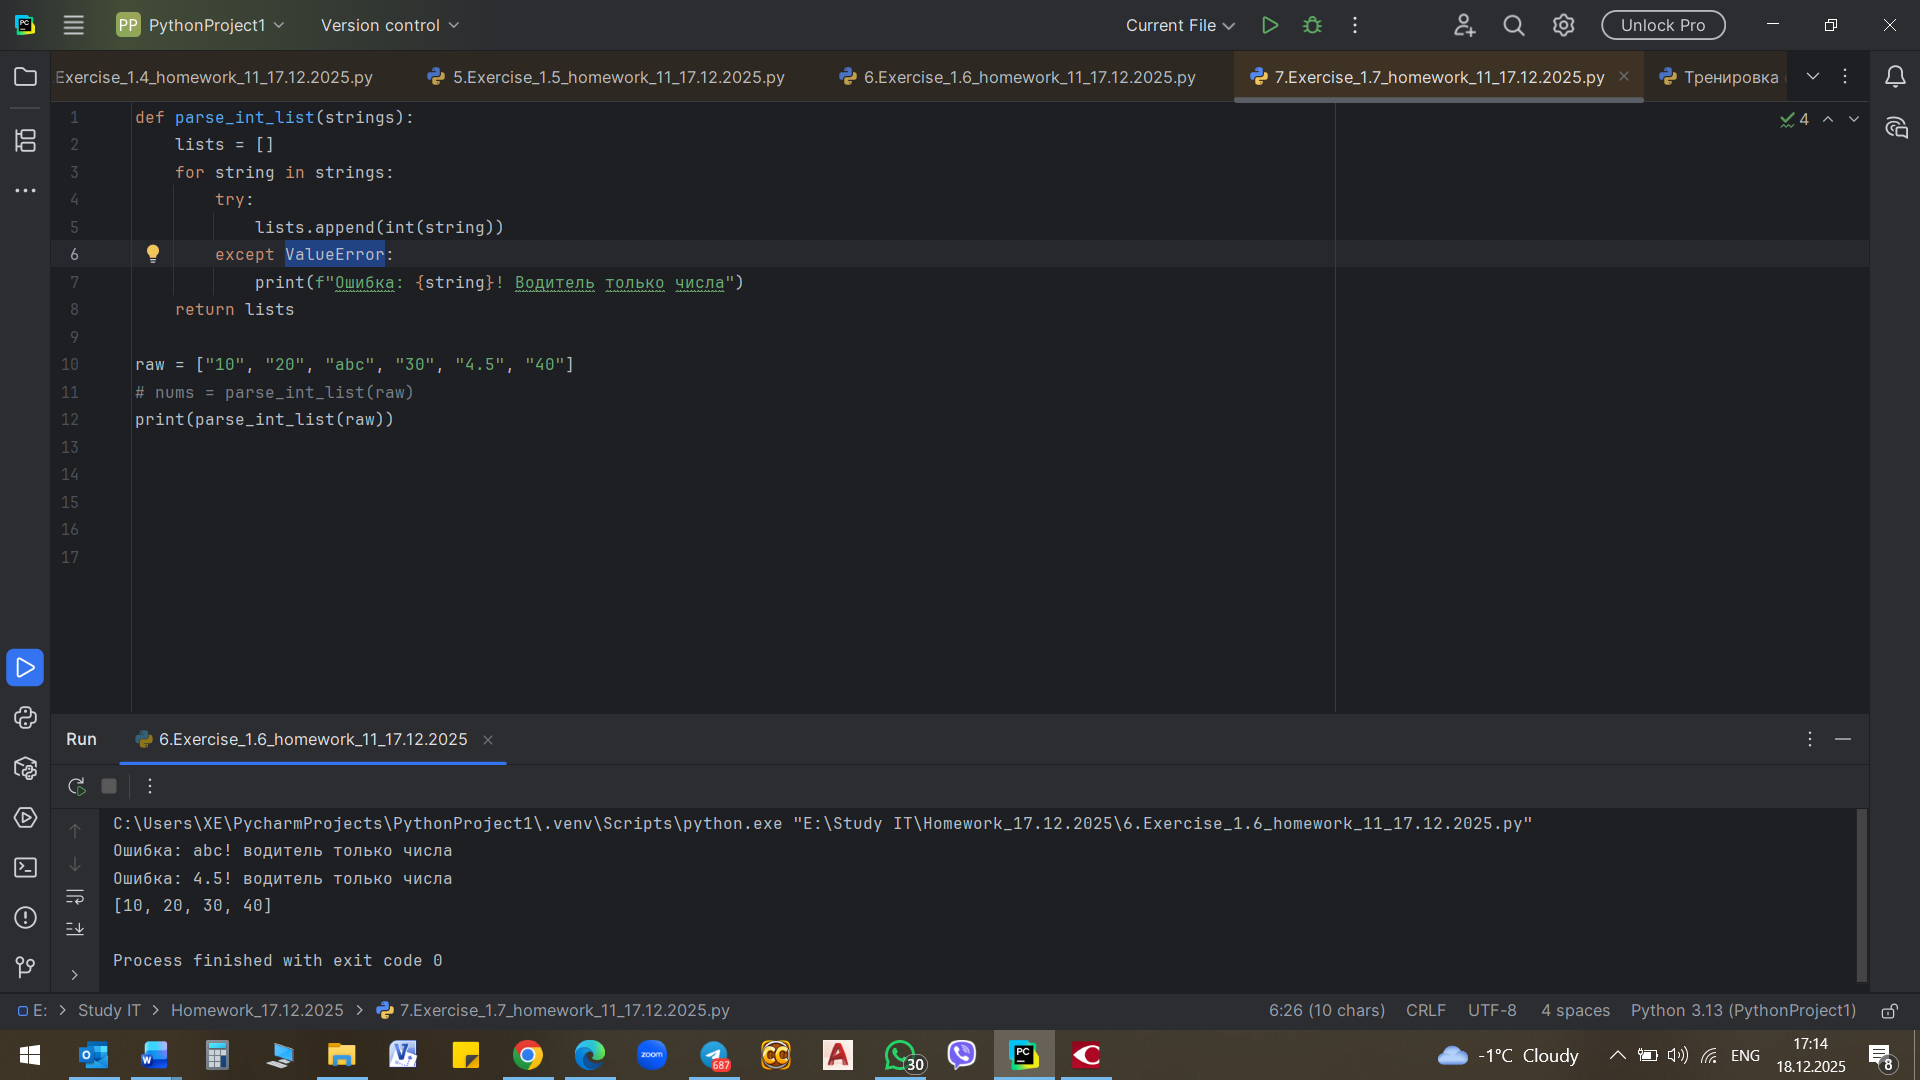 PC
PP PythonProject1
Version control
Current File
Unlock Pro
Exercise_1.4_homework_11_17.12.2025.py
5.Exercise_1.5_homework_11_17.12.2025.py
6.Exercise_1.6_homework_11_17.12.2025.py
7.Exercise_1.7_homework_11_17.12.2025.py
Тренировка
4
1 def parse_int_list(strings):
2 lists = []
3 for string in strings:
4 try:
5 lists.append(int(string))
6 except ValueError:
7 print(f"Ошибка: {string}! Водитель только числа")
8 return lists
9
10 raw = ["10", "20", "abc", "30", "4.5", "40"]
11 # nums = parse_int_list(raw)
12 print(parse_int_list(raw))
13
14
15
16
17
Run
6.Exercise_1.6_homework_11_17.12.2025
C:\Users\XE\PycharmProjects\PythonProject1\.venv\Scripts\python.exe "E:\Study IT\Homework_17.12.2025\6.Exercise_1.6_homework_11_17.12.2025.py"
Ошибка: abc! водитель только числа
Ошибка: 4.5! водитель только числа
[10, 20, 30, 40]
Process finished with exit code 0
E: > Study IT > Homework_17.12.2025 > 7.Exercise_1.7_homework_11_17.12.2025.py
6:26 (10 chars)
CRLF
UTF-8
4 spaces
Python 3.13 (PythonProject1)
zoom
687
30
PC
-1°C Cloudy
ENG
17:14
18.12.2025
8